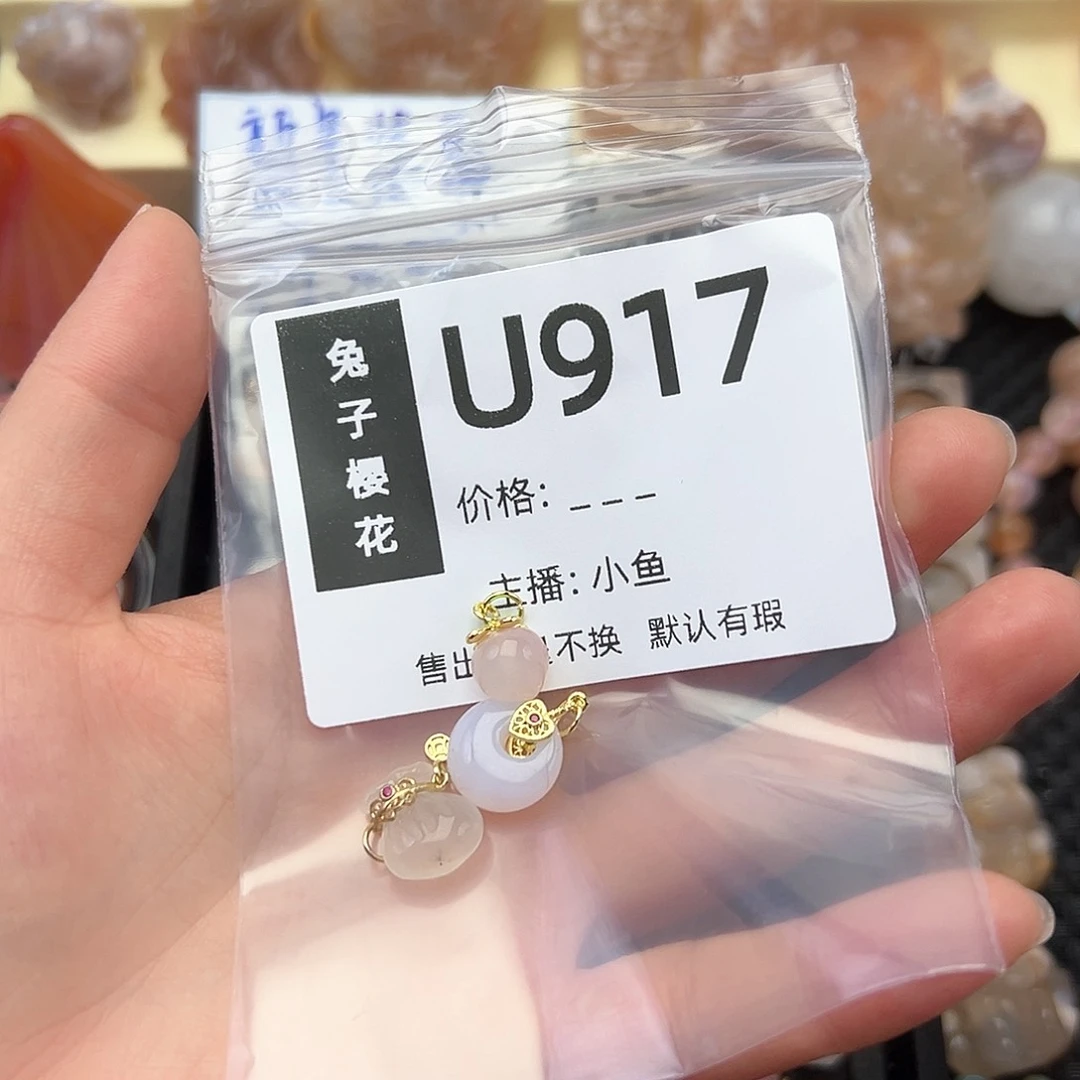 兔子樱花
U917
价格: _ _ _
主播: 小鱼
售出 不换 默认有瑕